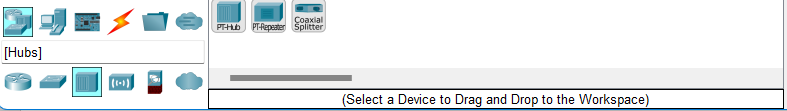 PT-Hub
PT-Repeater
Coaxial
Splitter
[Hubs]
(Select a Device to Drag and Drop to the Workspace)